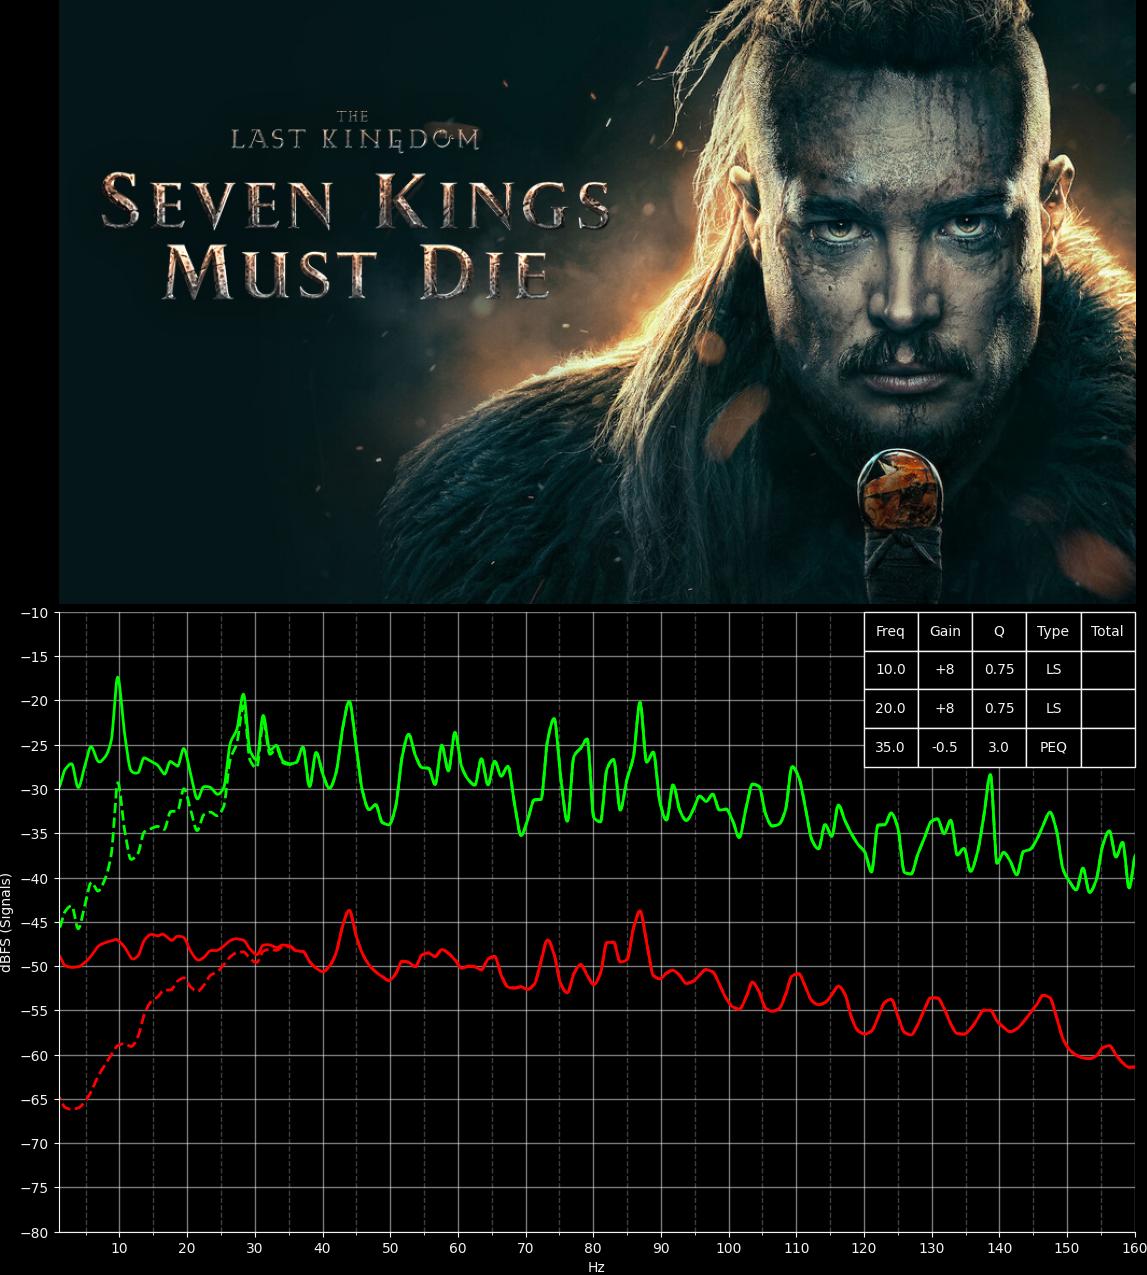 THE
LAST KINGDOM
SEVEN KINGS
MUST DIE
−10
−15
−20
−25
−30
−35
−40
−45
−50
−55
−60
−65
−70
−75
−80
dBFS (Signals)
Freq Gain Q Type Total
10.0 +8 0.75 LS
20.0 +8 0.75 LS
35.0 -0.5 3.0 PEQ
10 20 30 40 50 60 70 80 90 100 110 120 130 140 150 160
Hz